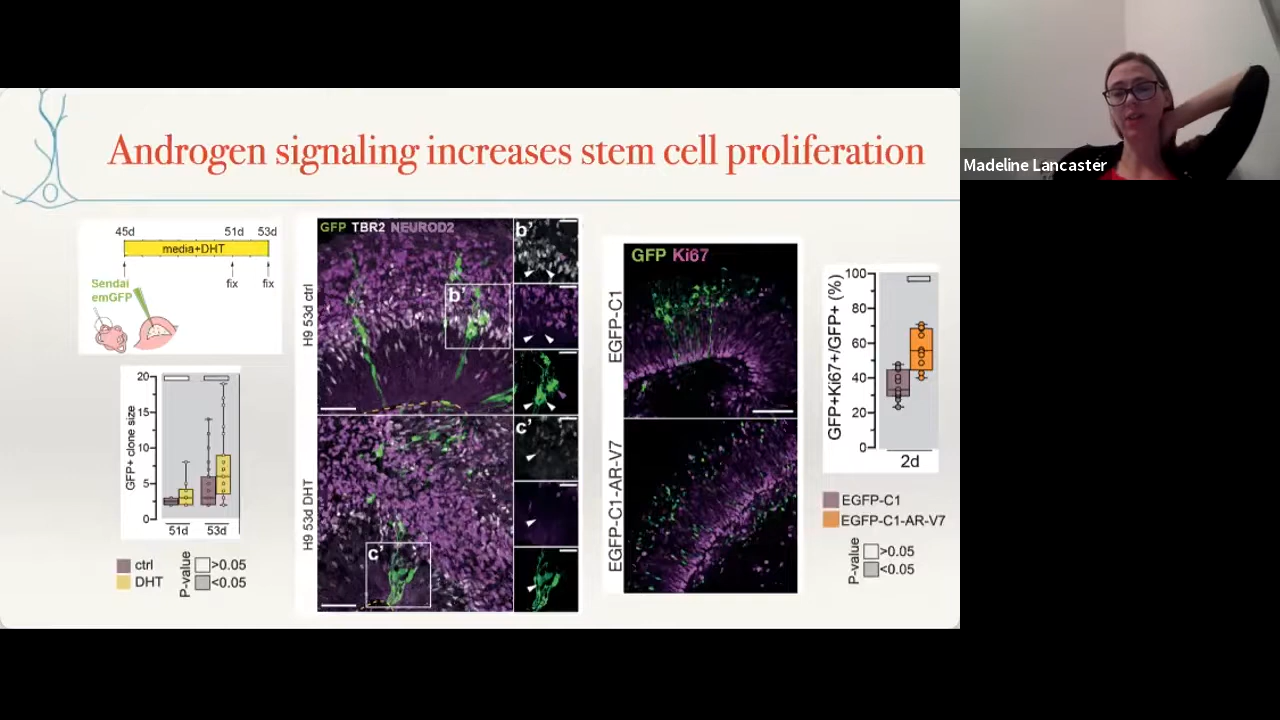 Madeline Lancaster
Androgen signaling increases stem cell proliferation
45d 51d 53d
media+DHT
fix fix
Sendai
emGFP
GFP+ clone size
20
15
10
5
0
51d 53d
ctrl
DHT
P-value
>0.05
<0.05
GFP TBR2 NEUROD2
H9 53d ctrl
b’
b’
H9 53d DHT
c’
c’
GFP Ki67
EGFP-C1
EGFP-C1-AR-V7
GFP+Ki67+/GFP+ (%)
100
80
60
40
20
0
2d
EGFP-C1
EGFP-C1-AR-V7
P-value
>0.05
<0.05